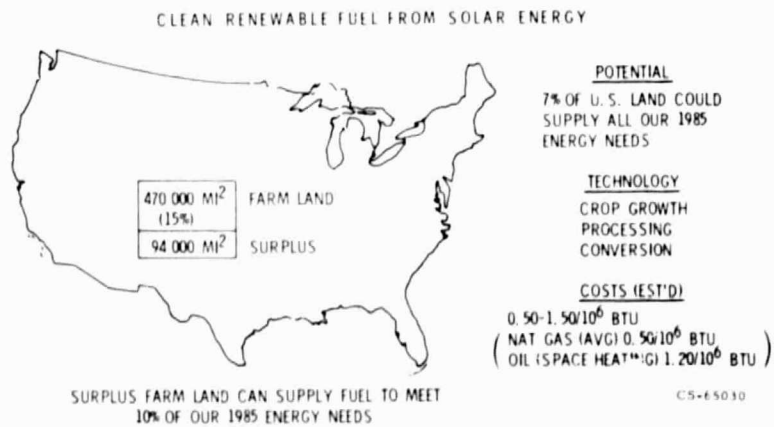 CLEAN RENEWABLE FUEL FROM SOLAR ENERGY
470 000 MI² FARM LAND
(15%)
94 000 MI² SURPLUS
POTENTIAL
7% OF U. S. LAND COULD
SUPPLY ALL OUR 1985
ENERGY NEEDS
TECHNOLOGY
CROP GROWTH
PROCESSING
CONVERSION
COSTS (EST'D)
0.50-1.50/10⁶ BTU
(NAT GAS (AVG) 0.50/10⁶ BTU
OIL (SPACE HEAT) 1.20/10⁶ BTU)
SURPLUS FARM LAND CAN SUPPLY FUEL TO MEET
10% OF OUR 1985 ENERGY NEEDS
CS-65030